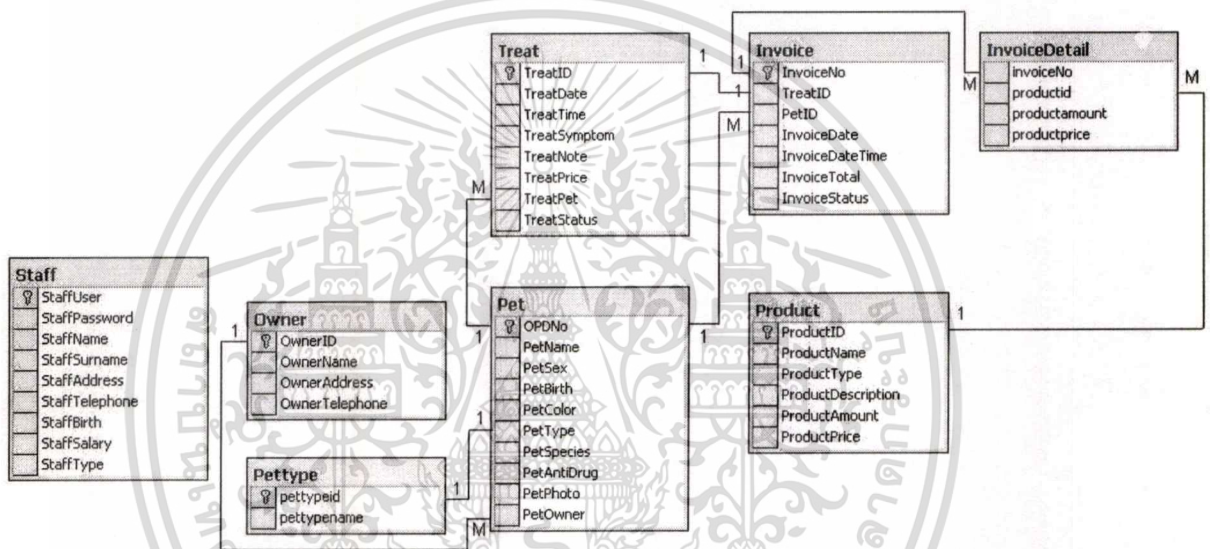 Treat
TreatID
TreatDate
TreatTime
TreatSymptom
TreatNote
TreatPrice
TreatPet
TreatStatus
1
1
1
M
M
Invoice
InvoiceNo
TreatID
PetID
InvoiceDate
InvoiceDateTime
InvoiceTotal
InvoiceStatus
InvoiceDetail
invoiceNo
productid
productamount
productprice
M
M
Staff
StaffUser
StaffPassword
StaffName
StaffSurname
StaffAddress
StaffTelephone
StaffBirth
StaffSalary
StaffType
1
Owner
OwnerID
OwnerName
OwnerAddress
OwnerTelephone
Pettype
pettypeid
pettypename
1
1
M
1
Pet
OPDNo
PetName
PetSex
PetBirth
PetColor
PetType
PetSpecies
PetAntiDrug
PetPhoto
PetOwner
1
Product
ProductID
ProductName
ProductType
ProductDescription
ProductAmount
ProductPrice
1